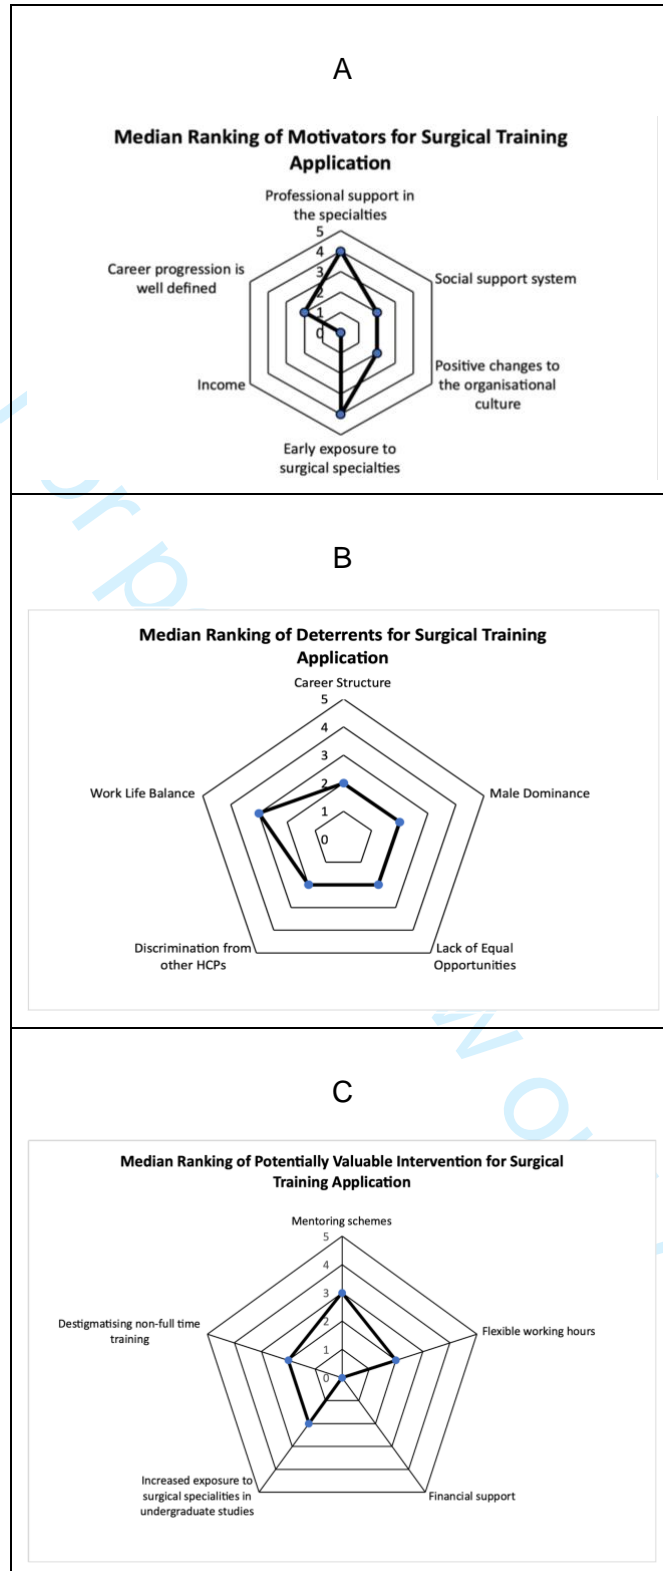 A
Median Ranking of Motivators for Surgical Training
Application
Professional support in
the specialties
5
4
3
2
1
0
Career progression is
well defined
Social support system
Income
Positive changes to
the organisational
culture
Early exposure to
surgical specialties
B
Median Ranking of Deterrents for Surgical Training
Application
Career Structure
5
4
3
2
1
0
Work Life Balance
Male Dominance
Discrimination from
other HCPs
Lack of Equal
Opportunities
C
Median Ranking of Potentially Valuable Intervention for Surgical
Training Application
Mentoring schemes
5
4
3
2
1
0
Destigmatising non-full time
training
Flexible working hours
Increased exposure to
surgical specialities in
undergraduate studies
Financial support